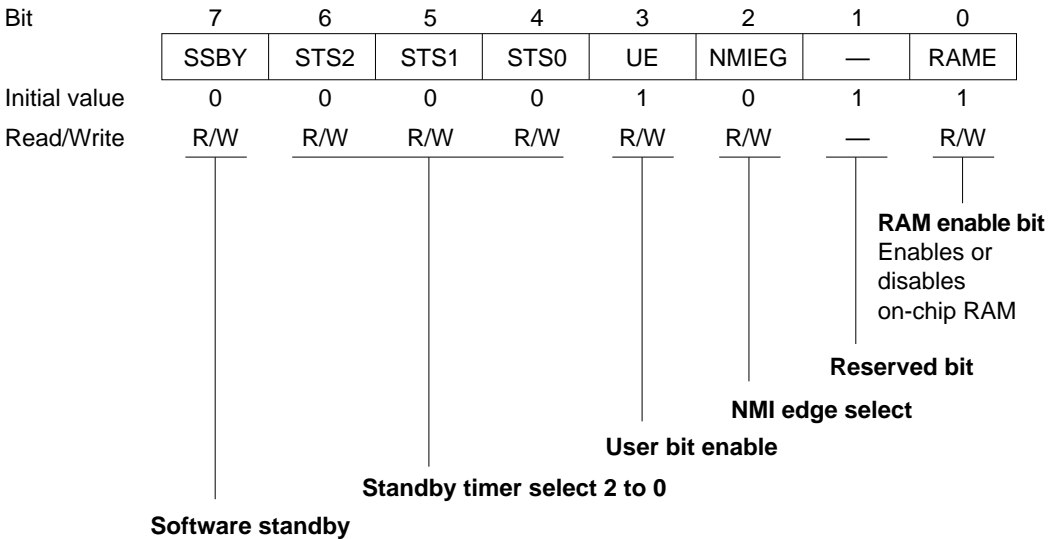 Bit 7 6 5 4 3 2 1 0
SSBY STS2 STS1 STS0 UE NMIEG — RAME
Initial value 0 0 0 0 1 0 1 1
Read/Write R/W R/W R/W R/W R/W R/W — R/W
RAM enable bit
Enables or
disables
on-chip RAM
Reserved bit
NMI edge select
User bit enable
Standby timer select 2 to 0
Software standby